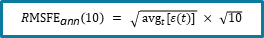 RMSFE_ann(10) = √avg_t[ε(t)] × √10